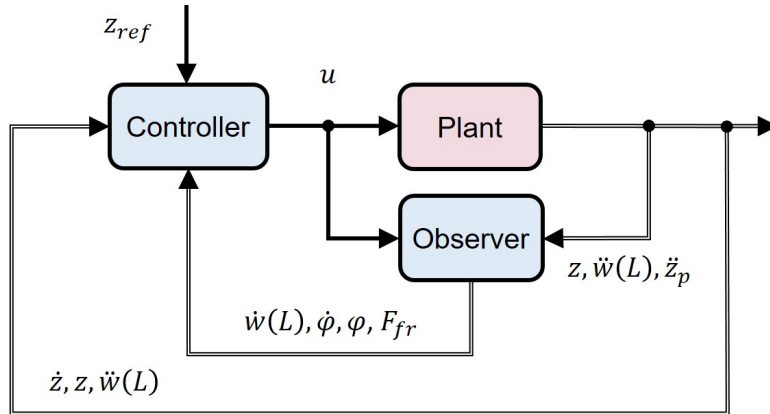 z_ref
u
Controller
Plant
Observer
z, ẅ(L), z̈_p
ẇ(L), φ̇, φ, F_fr
ż, z, ẅ(L)